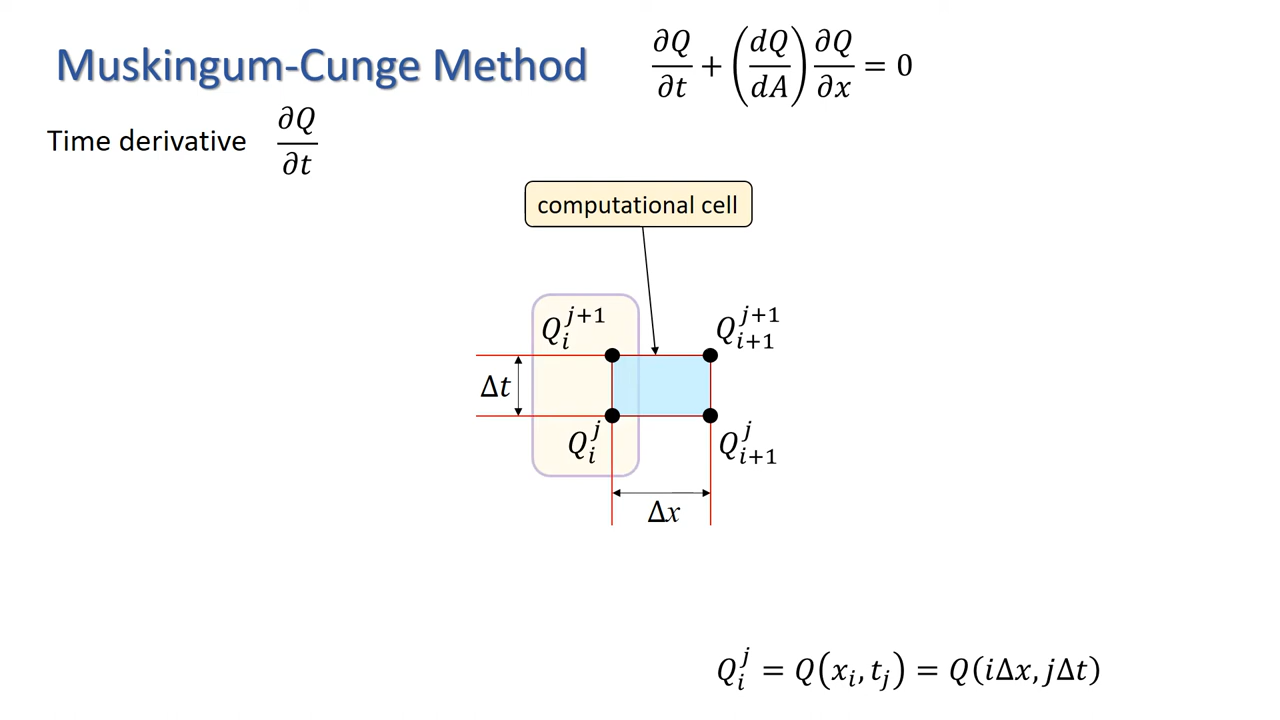 Muskingum-Cunge Method
∂Q/∂t + (dQ/dA) ∂Q/∂x = 0
Time derivative ∂Q/∂t
computational cell
Q_i^{j+1}
Q_{i+1}^{j+1}
Δt
Q_i^j
Q_{i+1}^j
Δx
Q_i^j = Q(x_i, t_j) = Q(iΔx, jΔt)